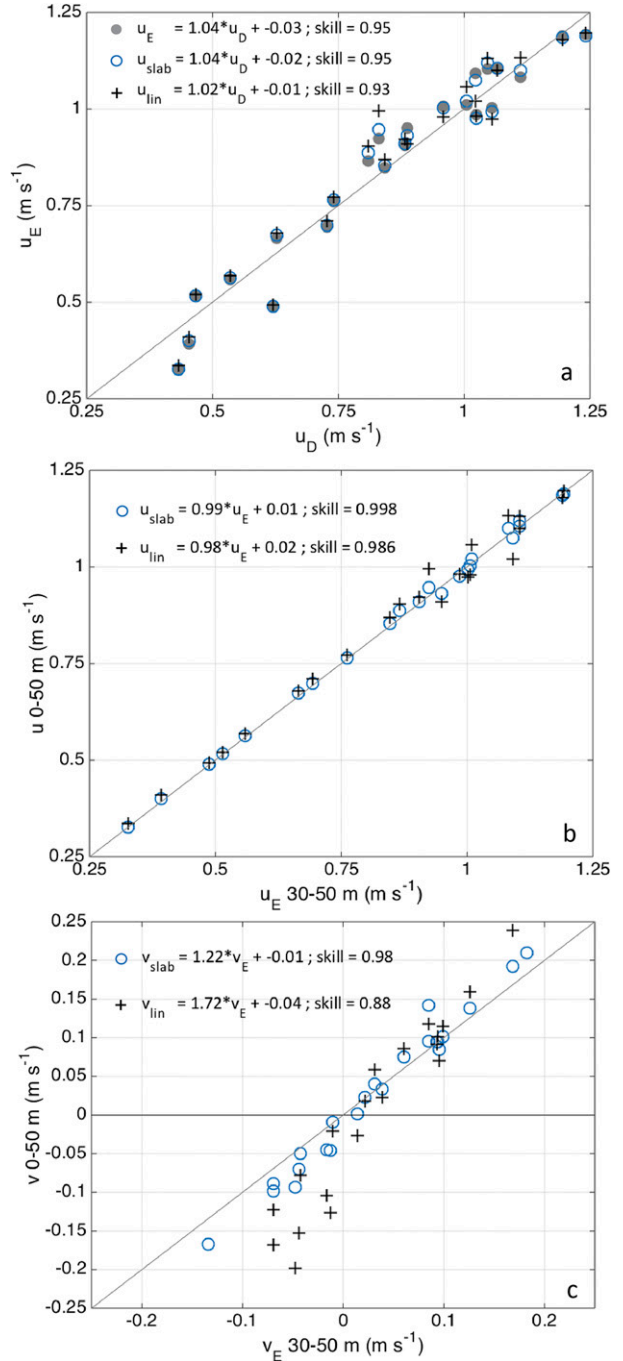 u_E = 1.04*u_D + -0.03 ; skill = 0.95
u_slab = 1.04*u_D + -0.02 ; skill = 0.95
u_lin = 1.02*u_D + -0.01 ; skill = 0.93
1.25
1
0.75
0.5
0.25
u_E (m s⁻¹)
a
0.25 0.5 0.75 1 1.25
u_D (m s⁻¹)
u_slab = 0.99*u_E + 0.01 ; skill = 0.998
u_lin = 0.98*u_E + 0.02 ; skill = 0.986
1.25
1
0.75
0.5
0.25
u 0-50 m (m s⁻¹)
b
0.25 0.5 0.75 1 1.25
u_E 30-50 m (m s⁻¹)
v_slab = 1.22*v_E + -0.01 ; skill = 0.98
v_lin = 1.72*v_E + -0.04 ; skill = 0.88
0.25
0.2
0.15
0.1
0.05
0
-0.05
-0.1
-0.15
-0.2
-0.25
v 0-50 m (m s⁻¹)
c
-0.2 -0.1 0 0.1 0.2
v_E 30-50 m (m s⁻¹)